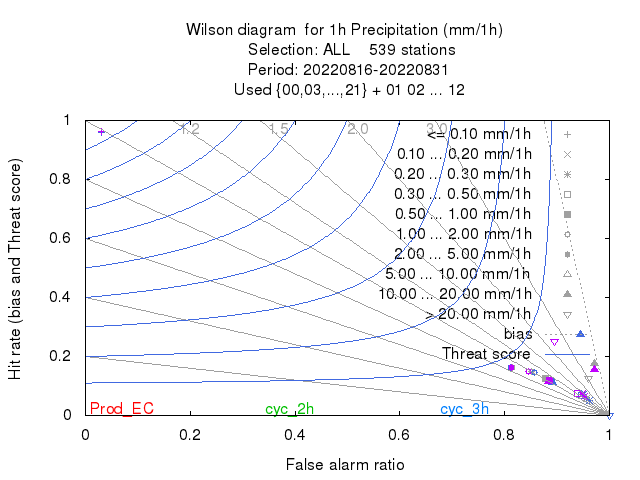 Wilson diagram  for 1h Precipitation (mm/1h)
Selection: ALL    539 stations
Period: 20220816-20220831
Used {00,03,...,21} + 01 02 ... 12
1
0.8
0.6
0.4
0.2
0
Hit rate (bias and Threat score)
1.2
1.5
2.0
3.0
<= 0.10 mm/1h
0.10 ... 0.20 mm/1h
0.20 ... 0.30 mm/1h
0.30 ... 0.50 mm/1h
0.50 ... 1.00 mm/1h
1.00 ... 2.00 mm/1h
2.00 ... 5.00 mm/1h
5.00 ... 10.00 mm/1h
10.00 ... 20.00 mm/1h
> 20.00 mm/1h
bias
Threat score
Prod_EC
cyc_2h
cyc_3h
0
0.2
0.4
0.6
0.8
1
False alarm ratio